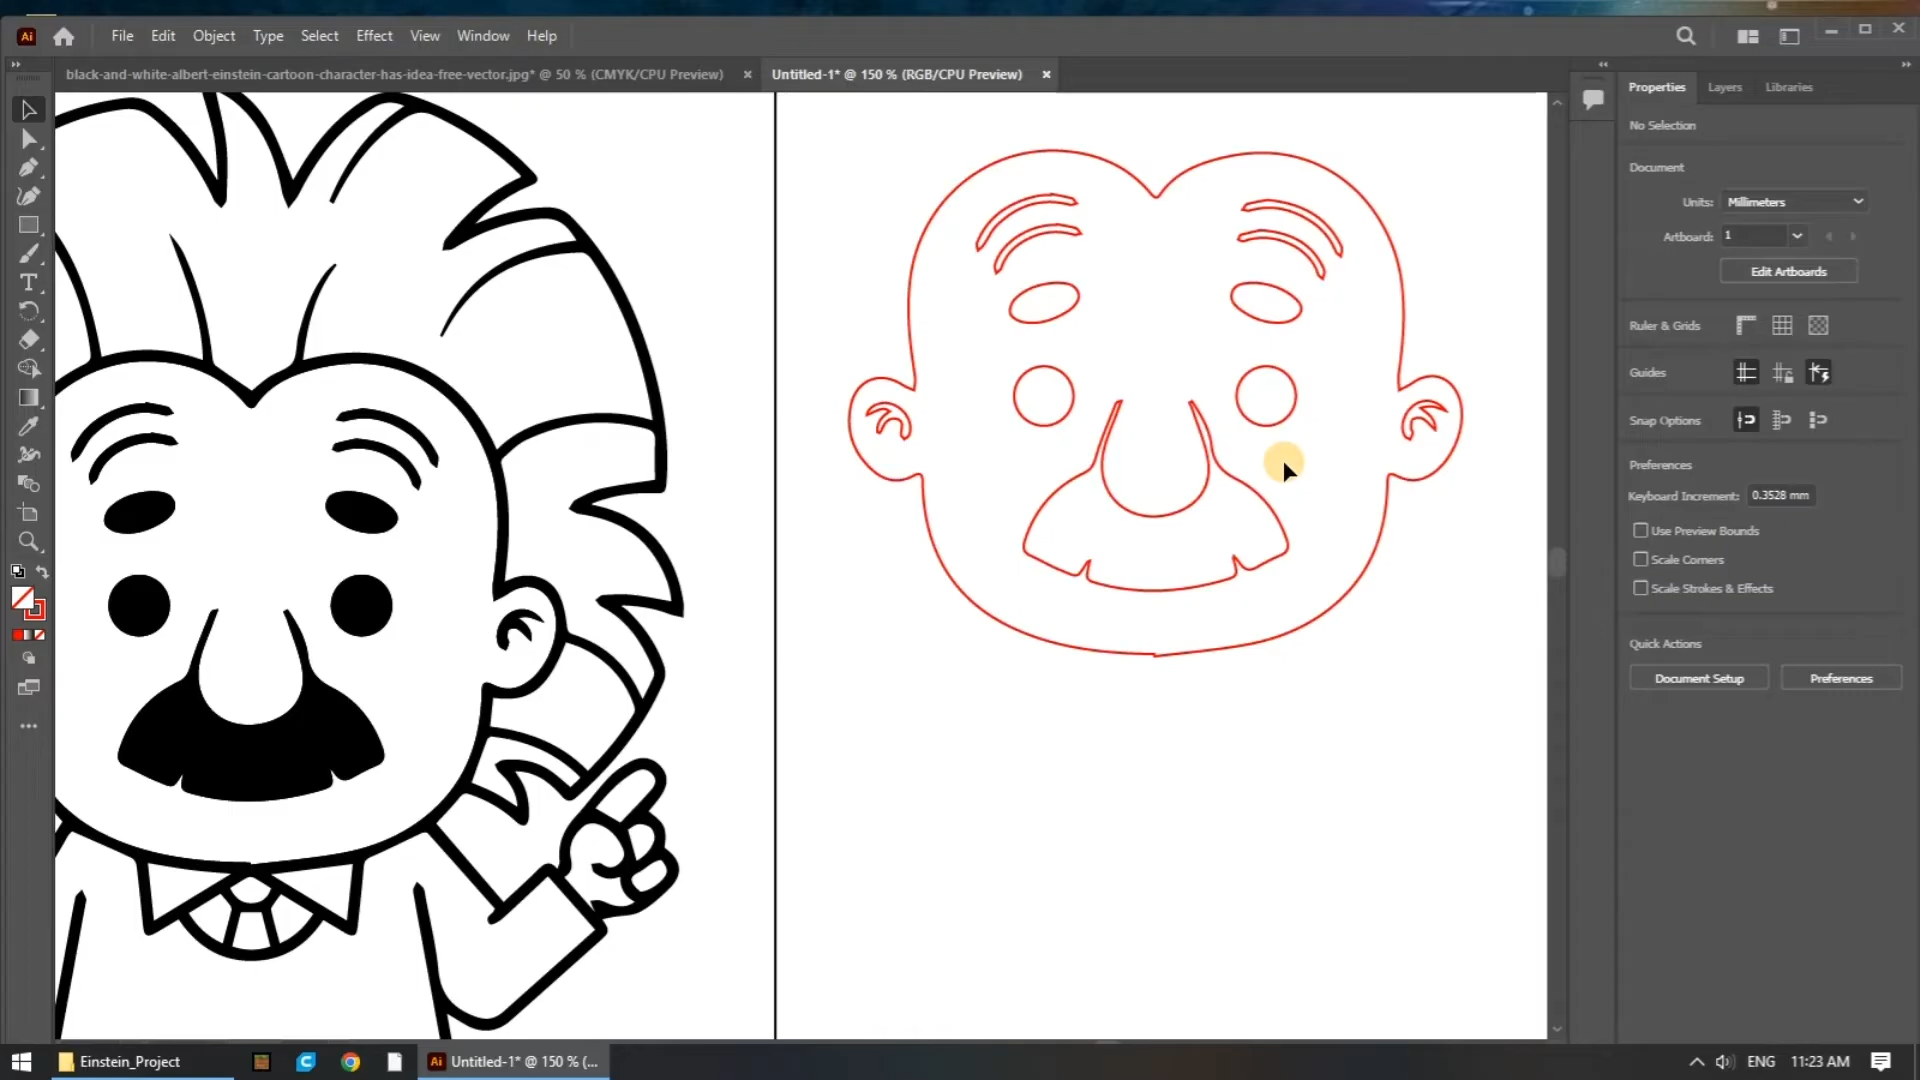 Ai File Edit Object Type Select Effect View Window Help
black-and-white-albert-einstein-cartoon-character-has-idea-free-vector.jpg* @ 50 % (CMYK/CPU Preview) × Untitled-1* @ 150 % (RGB/CPU Preview) ×
Properties Layers Libraries
No Selection
Document
Units: Millimeters
Artboard: 1
Edit Artboards
Ruler & Grids
Guides
Snap Options
Preferences
Keyboard Increment: 0.3528 mm
Use Preview Bounds
Scale Corners
Scale Strokes & Effects
Quick Actions
Document Setup Preferences
Einstein_Project Ai Untitled-1* @ 150 % (... ENG 11:23 AM